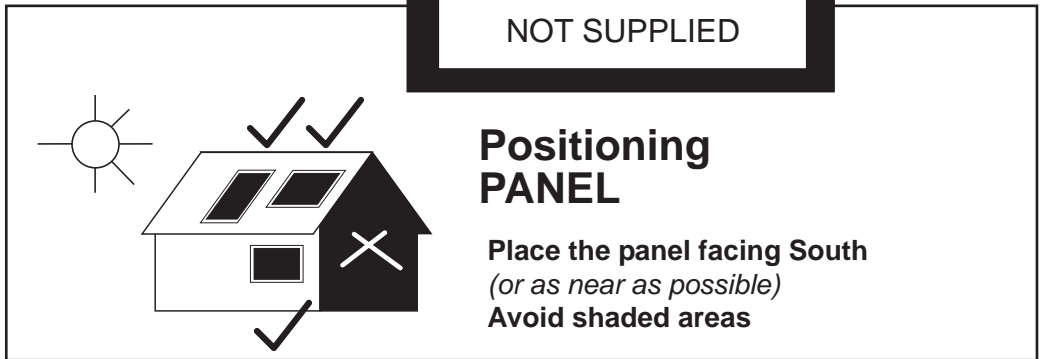 NOT SUPPLIED
Positioning
PANEL
Place the panel facing South
(or as near as possible)
Avoid shaded areas